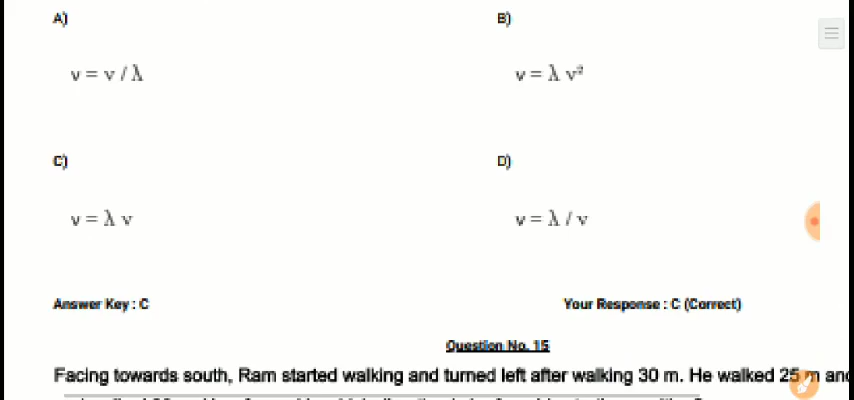 A) B)
v = v / λ v = λ v²
C) D)
v = λ v v = λ / v
Answer Key : C Your Response : C (Correct)
Question No. 15
Facing towards south, Ram started walking and turned left after walking 30 m. He walked 25 m and